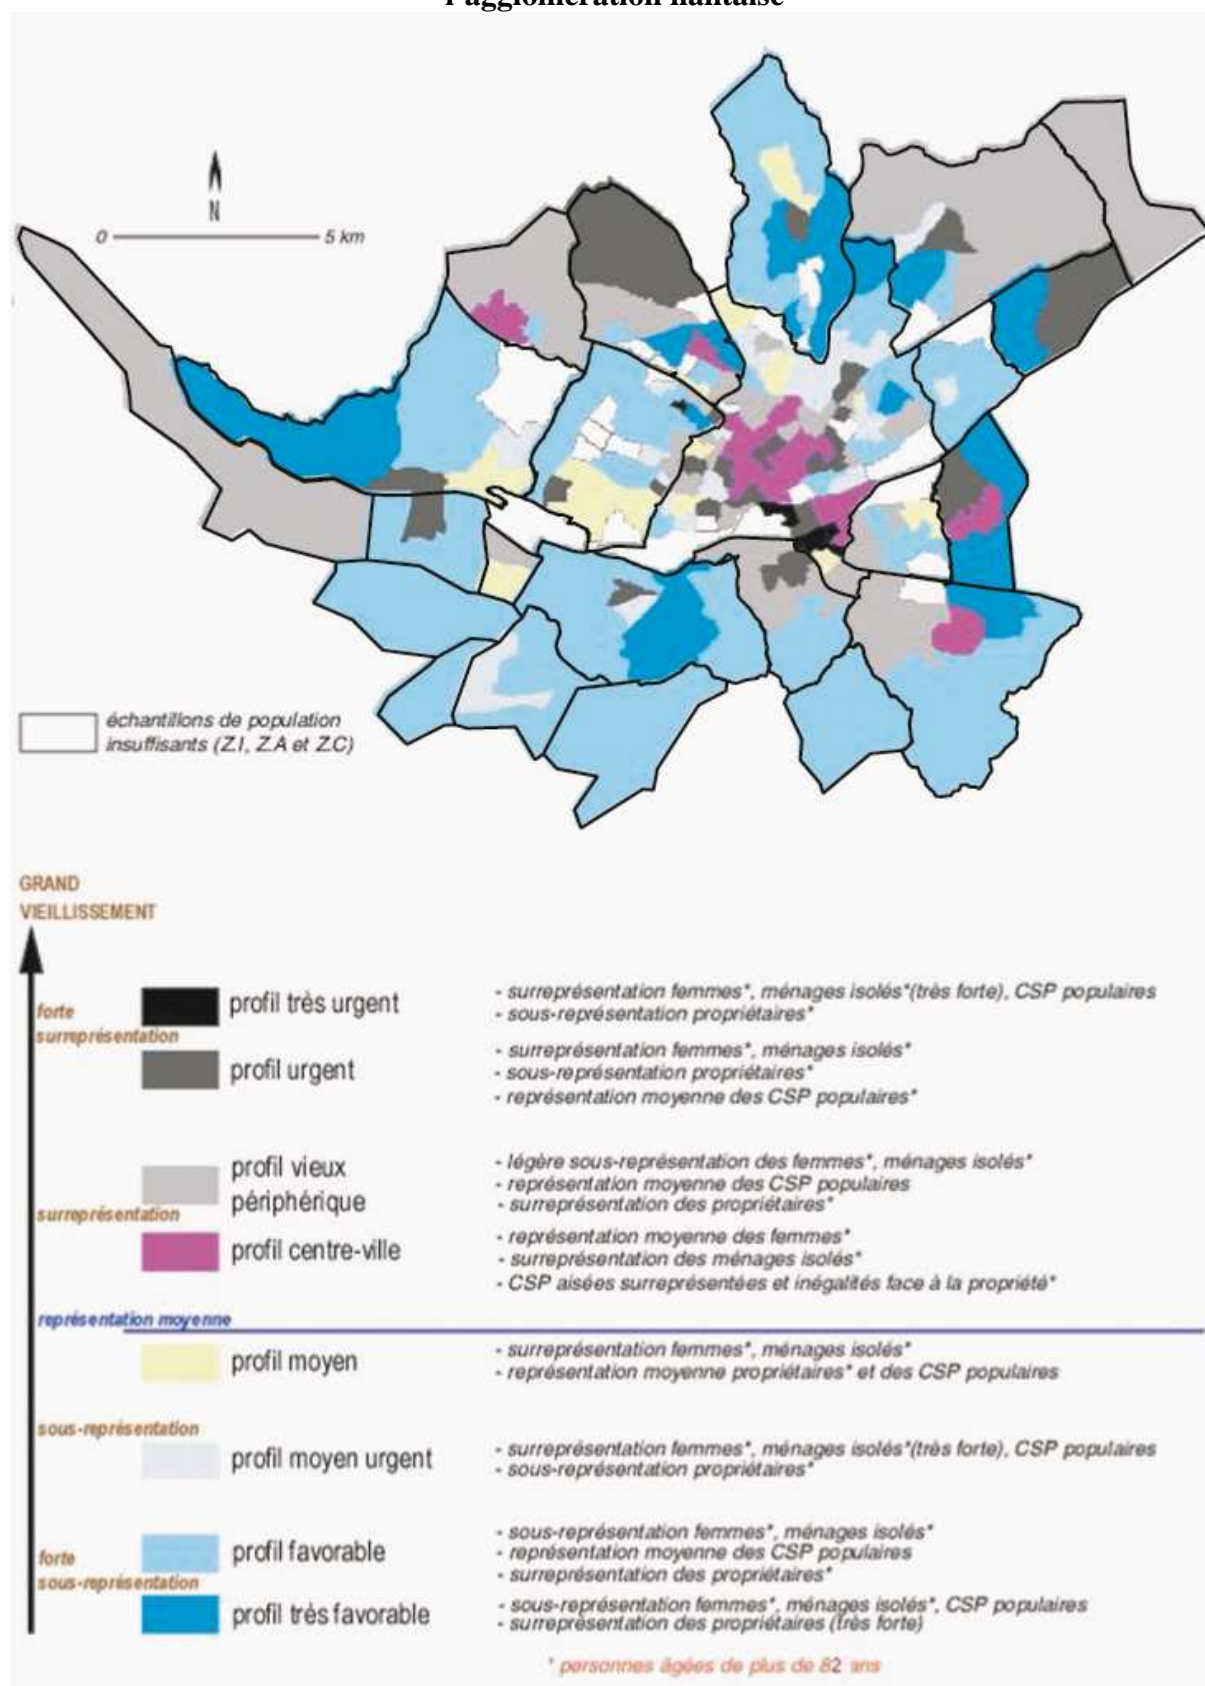 l'agglomération nantaise
N
0 5 km
échantillons de population
insuffisants (Z.I, Z.A et Z.C)
GRAND
VIEILLISSEMENT
forte
surreprésentation
profil très urgent
- surreprésentation femmes*, ménages isolés*(très forte), CSP populaires
- sous-représentation propriétaires*
profil urgent
- surreprésentation femmes*, ménages isolés*
- sous-représentation propriétaires*
- représentation moyenne des CSP populaires*
surreprésentation
profil vieux
périphérique
- légère sous-représentation des femmes*, ménages isolés*
- représentation moyenne des CSP populaires
- surreprésentation des propriétaires*
profil centre-ville
- représentation moyenne des femmes*
- surreprésentation des ménages isolés*
- CSP aisées surreprésentées et inégalités face à la propriété*
représentation moyenne
profil moyen
- surreprésentation femmes*, ménages isolés*
- représentation moyenne propriétaires* et des CSP populaires
sous-représentation
profil moyen urgent
- surreprésentation femmes*, ménages isolés*(très forte), CSP populaires
- sous-représentation propriétaires*
forte
sous-représentation
profil favorable
- sous-représentation femmes*, ménages isolés*
- représentation moyenne des CSP populaires
- surreprésentation des propriétaires*
profil très favorable
- sous-représentation femmes*, ménages isolés*, CSP populaires
- surreprésentation des propriétaires (très forte)
* personnes âgées de plus de 82 ans